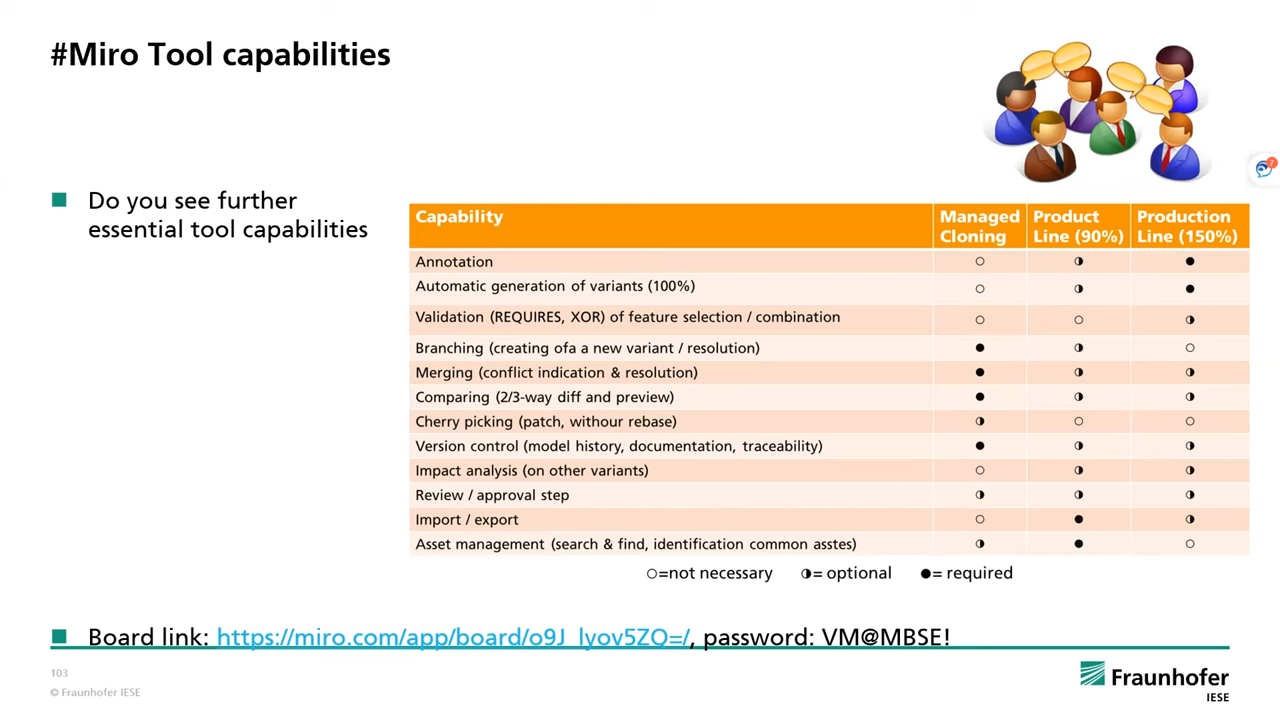 #Miro Tool capabilities
7
Do you see further
essential tool capabilities
Capability Managed Cloning Product Line (90%) Production Line (150%)
Annotation ○ ◑ ●
Automatic generation of variants (100%) ○ ◑ ●
Validation (REQUIRES, XOR) of feature selection / combination ○ ○ ◑
Branching (creating ofa a new variant / resolution) ● ◑ ○
Merging (conflict indication & resolution) ● ◑ ◑
Comparing (2/3-way diff and preview) ● ◑ ◑
Cherry picking (patch, withour rebase) ◑ ○ ○
Version control (model history, documentation, traceability) ● ◑ ◑
Impact analysis (on other variants) ○ ◑ ◑
Review / approval step ◑ ◑ ◑
Import / export ○ ● ◑
Asset management (search & find, identification common asstes) ◑ ● ○
○=not necessary ◑= optional ●= required
Board link: https://miro.com/app/board/o9J_lyov5ZQ=/, password: VM@MBSE!
103
© Fraunhofer IESE
Fraunhofer
IESE